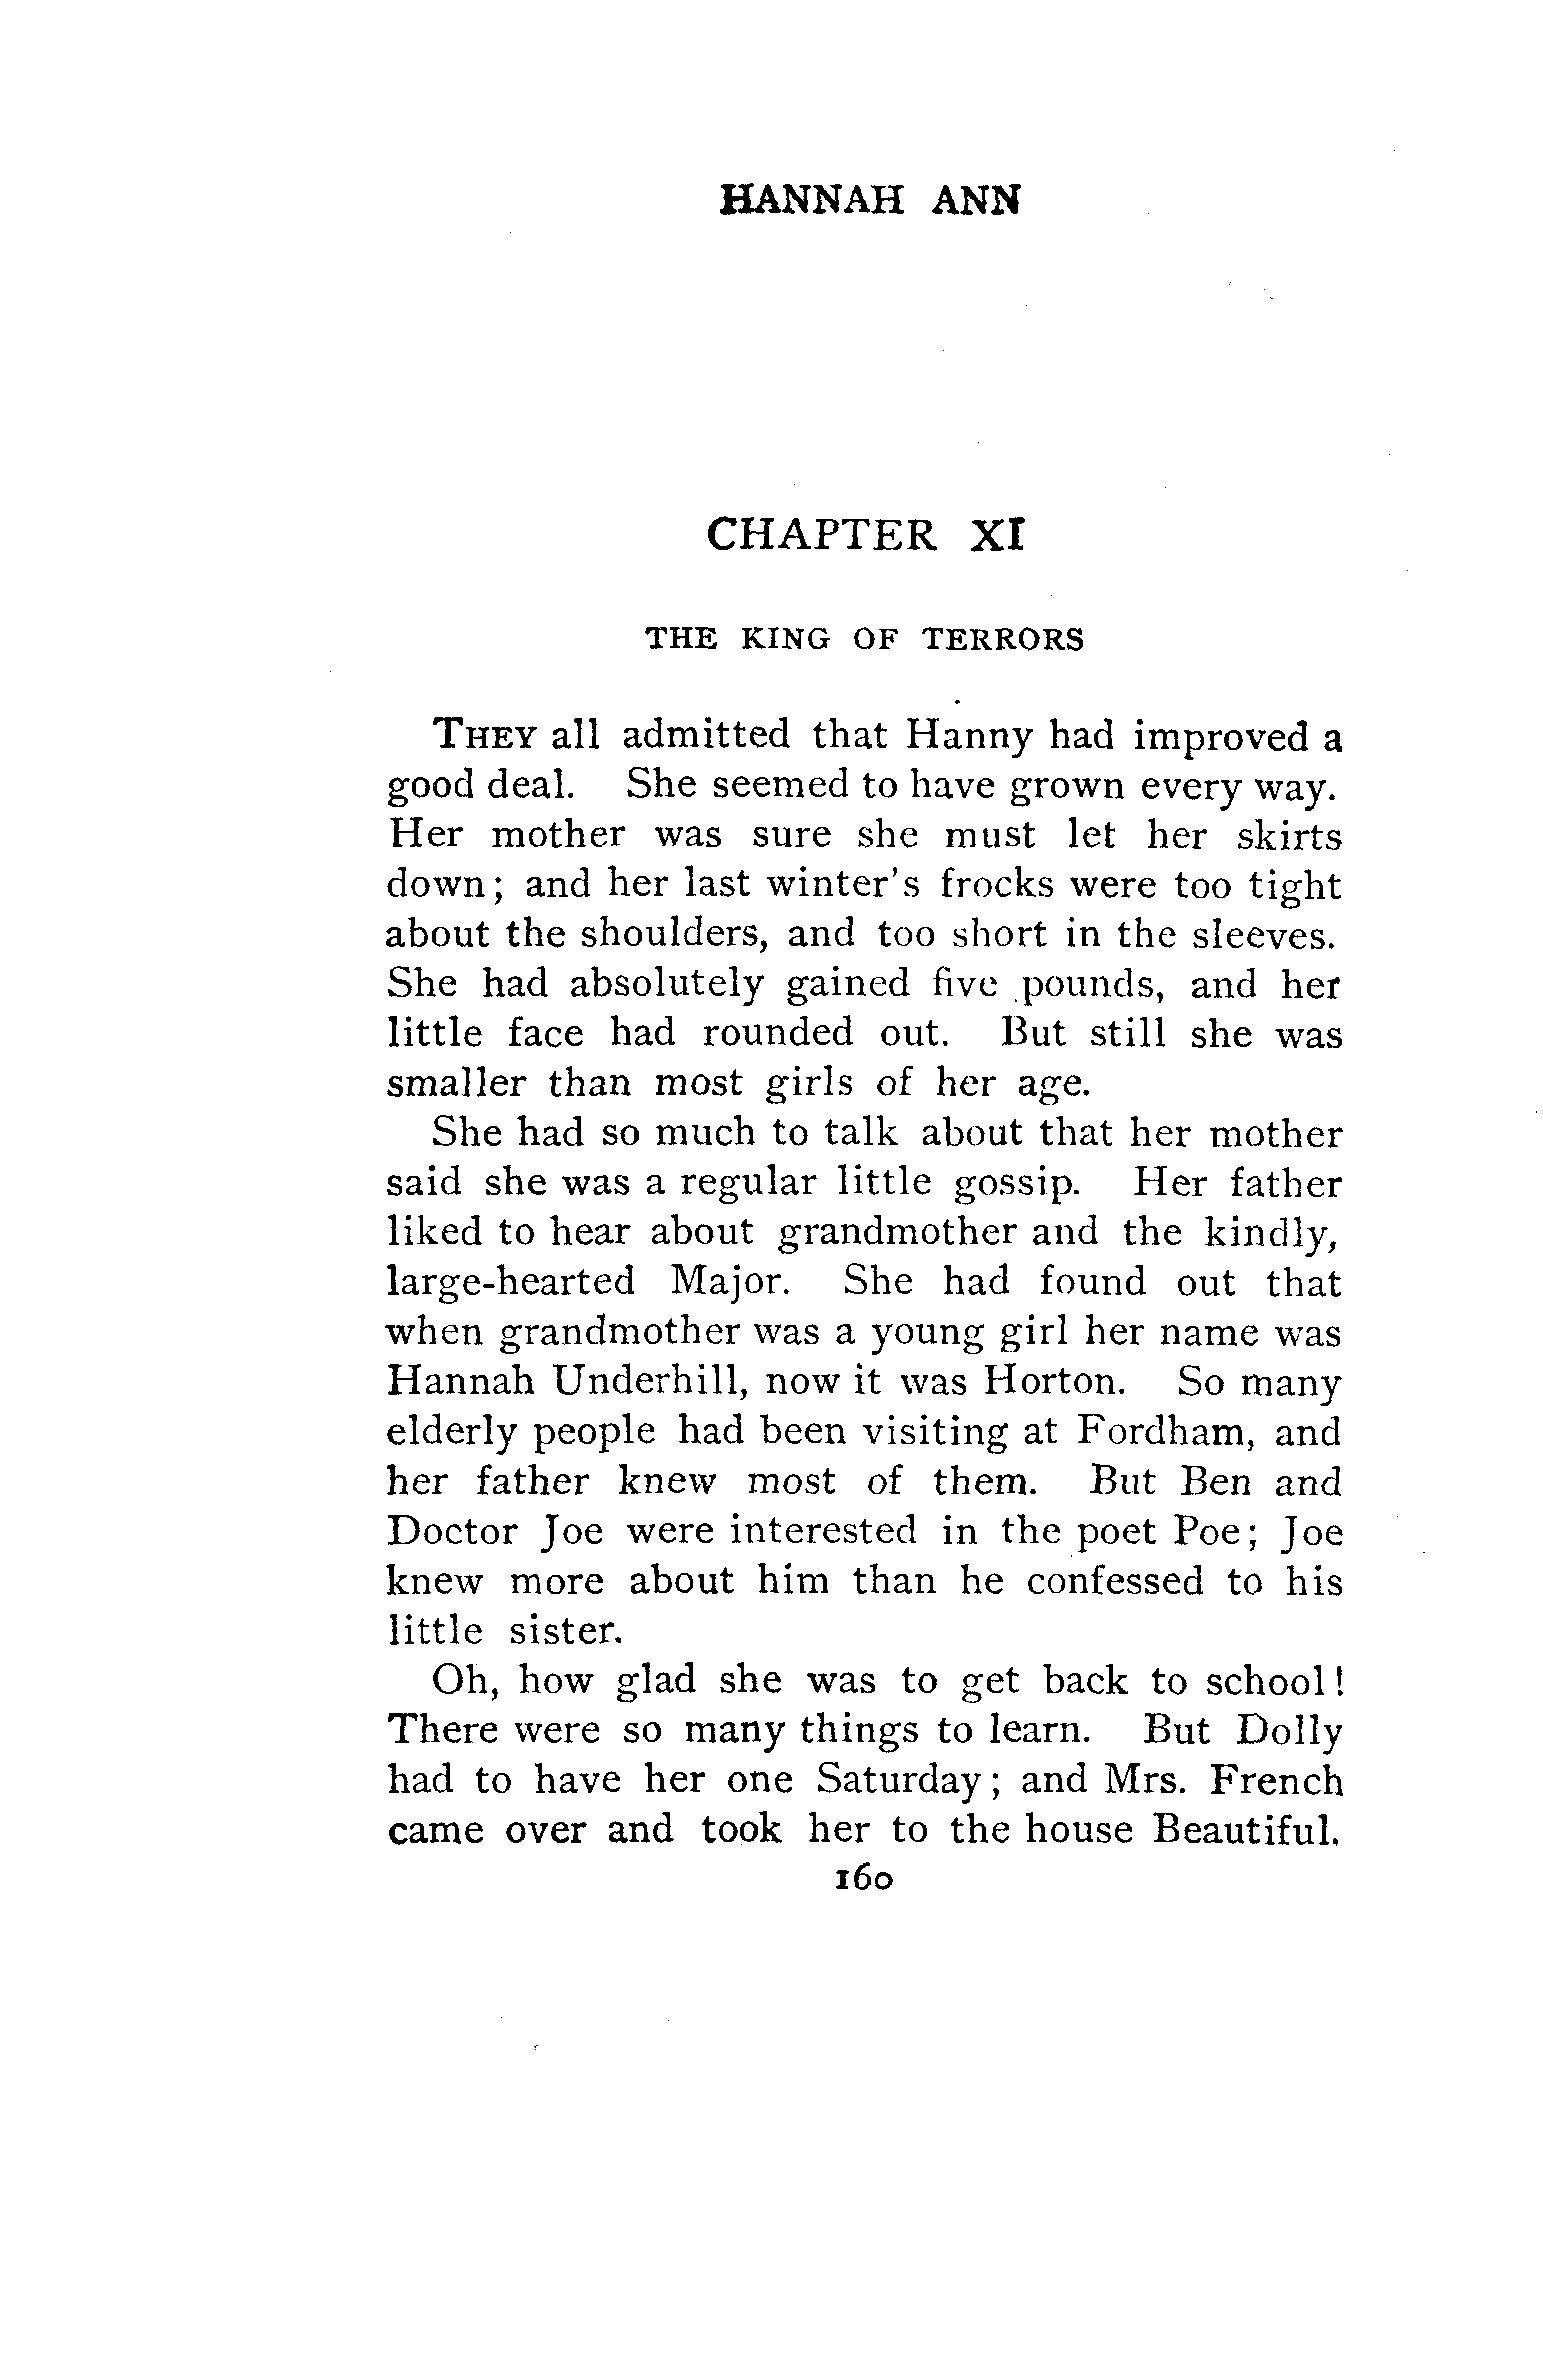 HANNAH ANN
CHAPTER XI
THE KING OF TERRORS
THEY all admitted that Hanny had improved a
good deal. She seemed to have grown every way.
Her mother was sure she must let her skirts
down; and her last winter's frocks were too tight
about the shoulders, and too short in the sleeves.
She had absolutely gained five pounds, and her
little face had rounded out. But still she was
smaller than most girls of her age.
She had so much to talk about that her mother
said she was a regular little gossip. Her father
liked to hear about grandmother and the kindly,
large-hearted Major. She had found out that
when grandmother was a young girl her name was
Hannah Underhill, now it was Horton. So many
elderly people had been visiting at Fordham, and
her father knew most of them. But Ben and
Doctor Joe were interested in the poet Poe; Joe
knew more about him than he confessed to his
little sister.
Oh, how glad she was to get back to school!
There were so many things to learn. But Dolly
had to have her one Saturday; and Mrs. French
came over and took her to the house Beautiful.
160